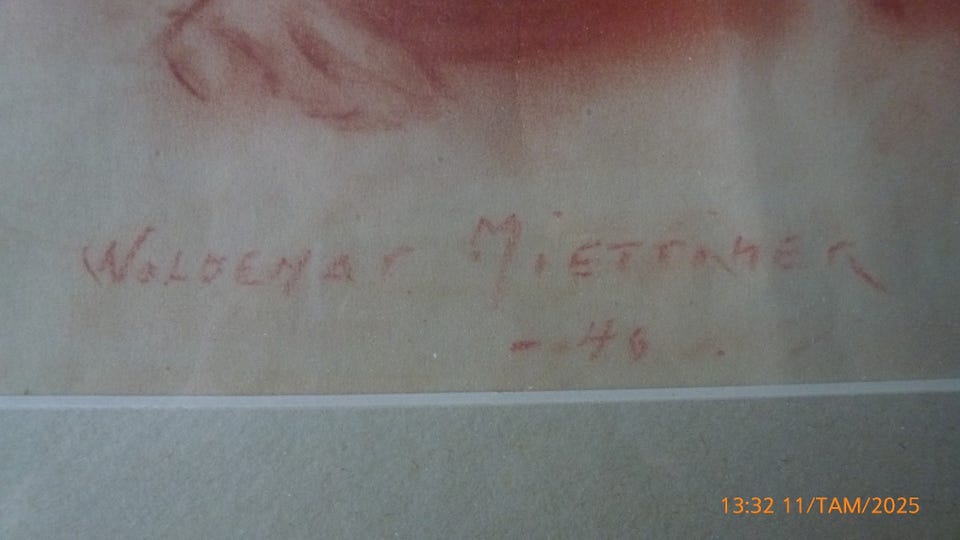 WOLDEMAR MIETTINEN
- 46 .
13:32 11/TAM/2025